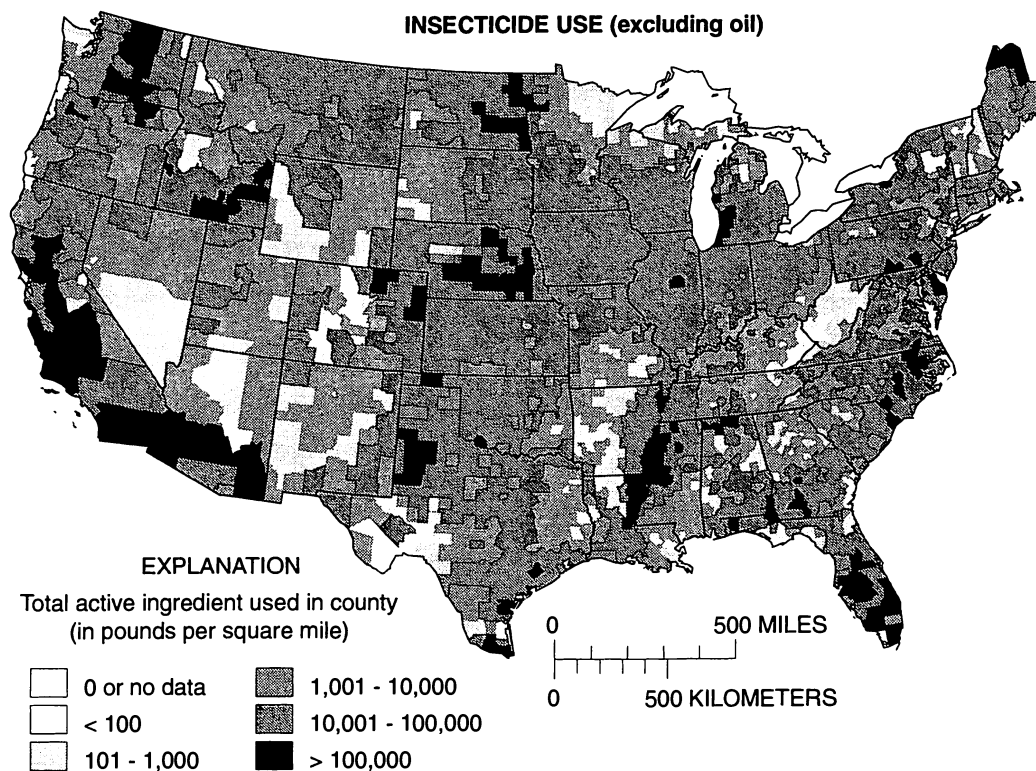 INSECTICIDE USE (excluding oil)
EXPLANATION
Total active ingredient used in county
(in pounds per square mile)
0 or no data
< 100
101 - 1,000
1,001 - 10,000
10,001 - 100,000
> 100,000
0 500 MILES
0 500 KILOMETERS